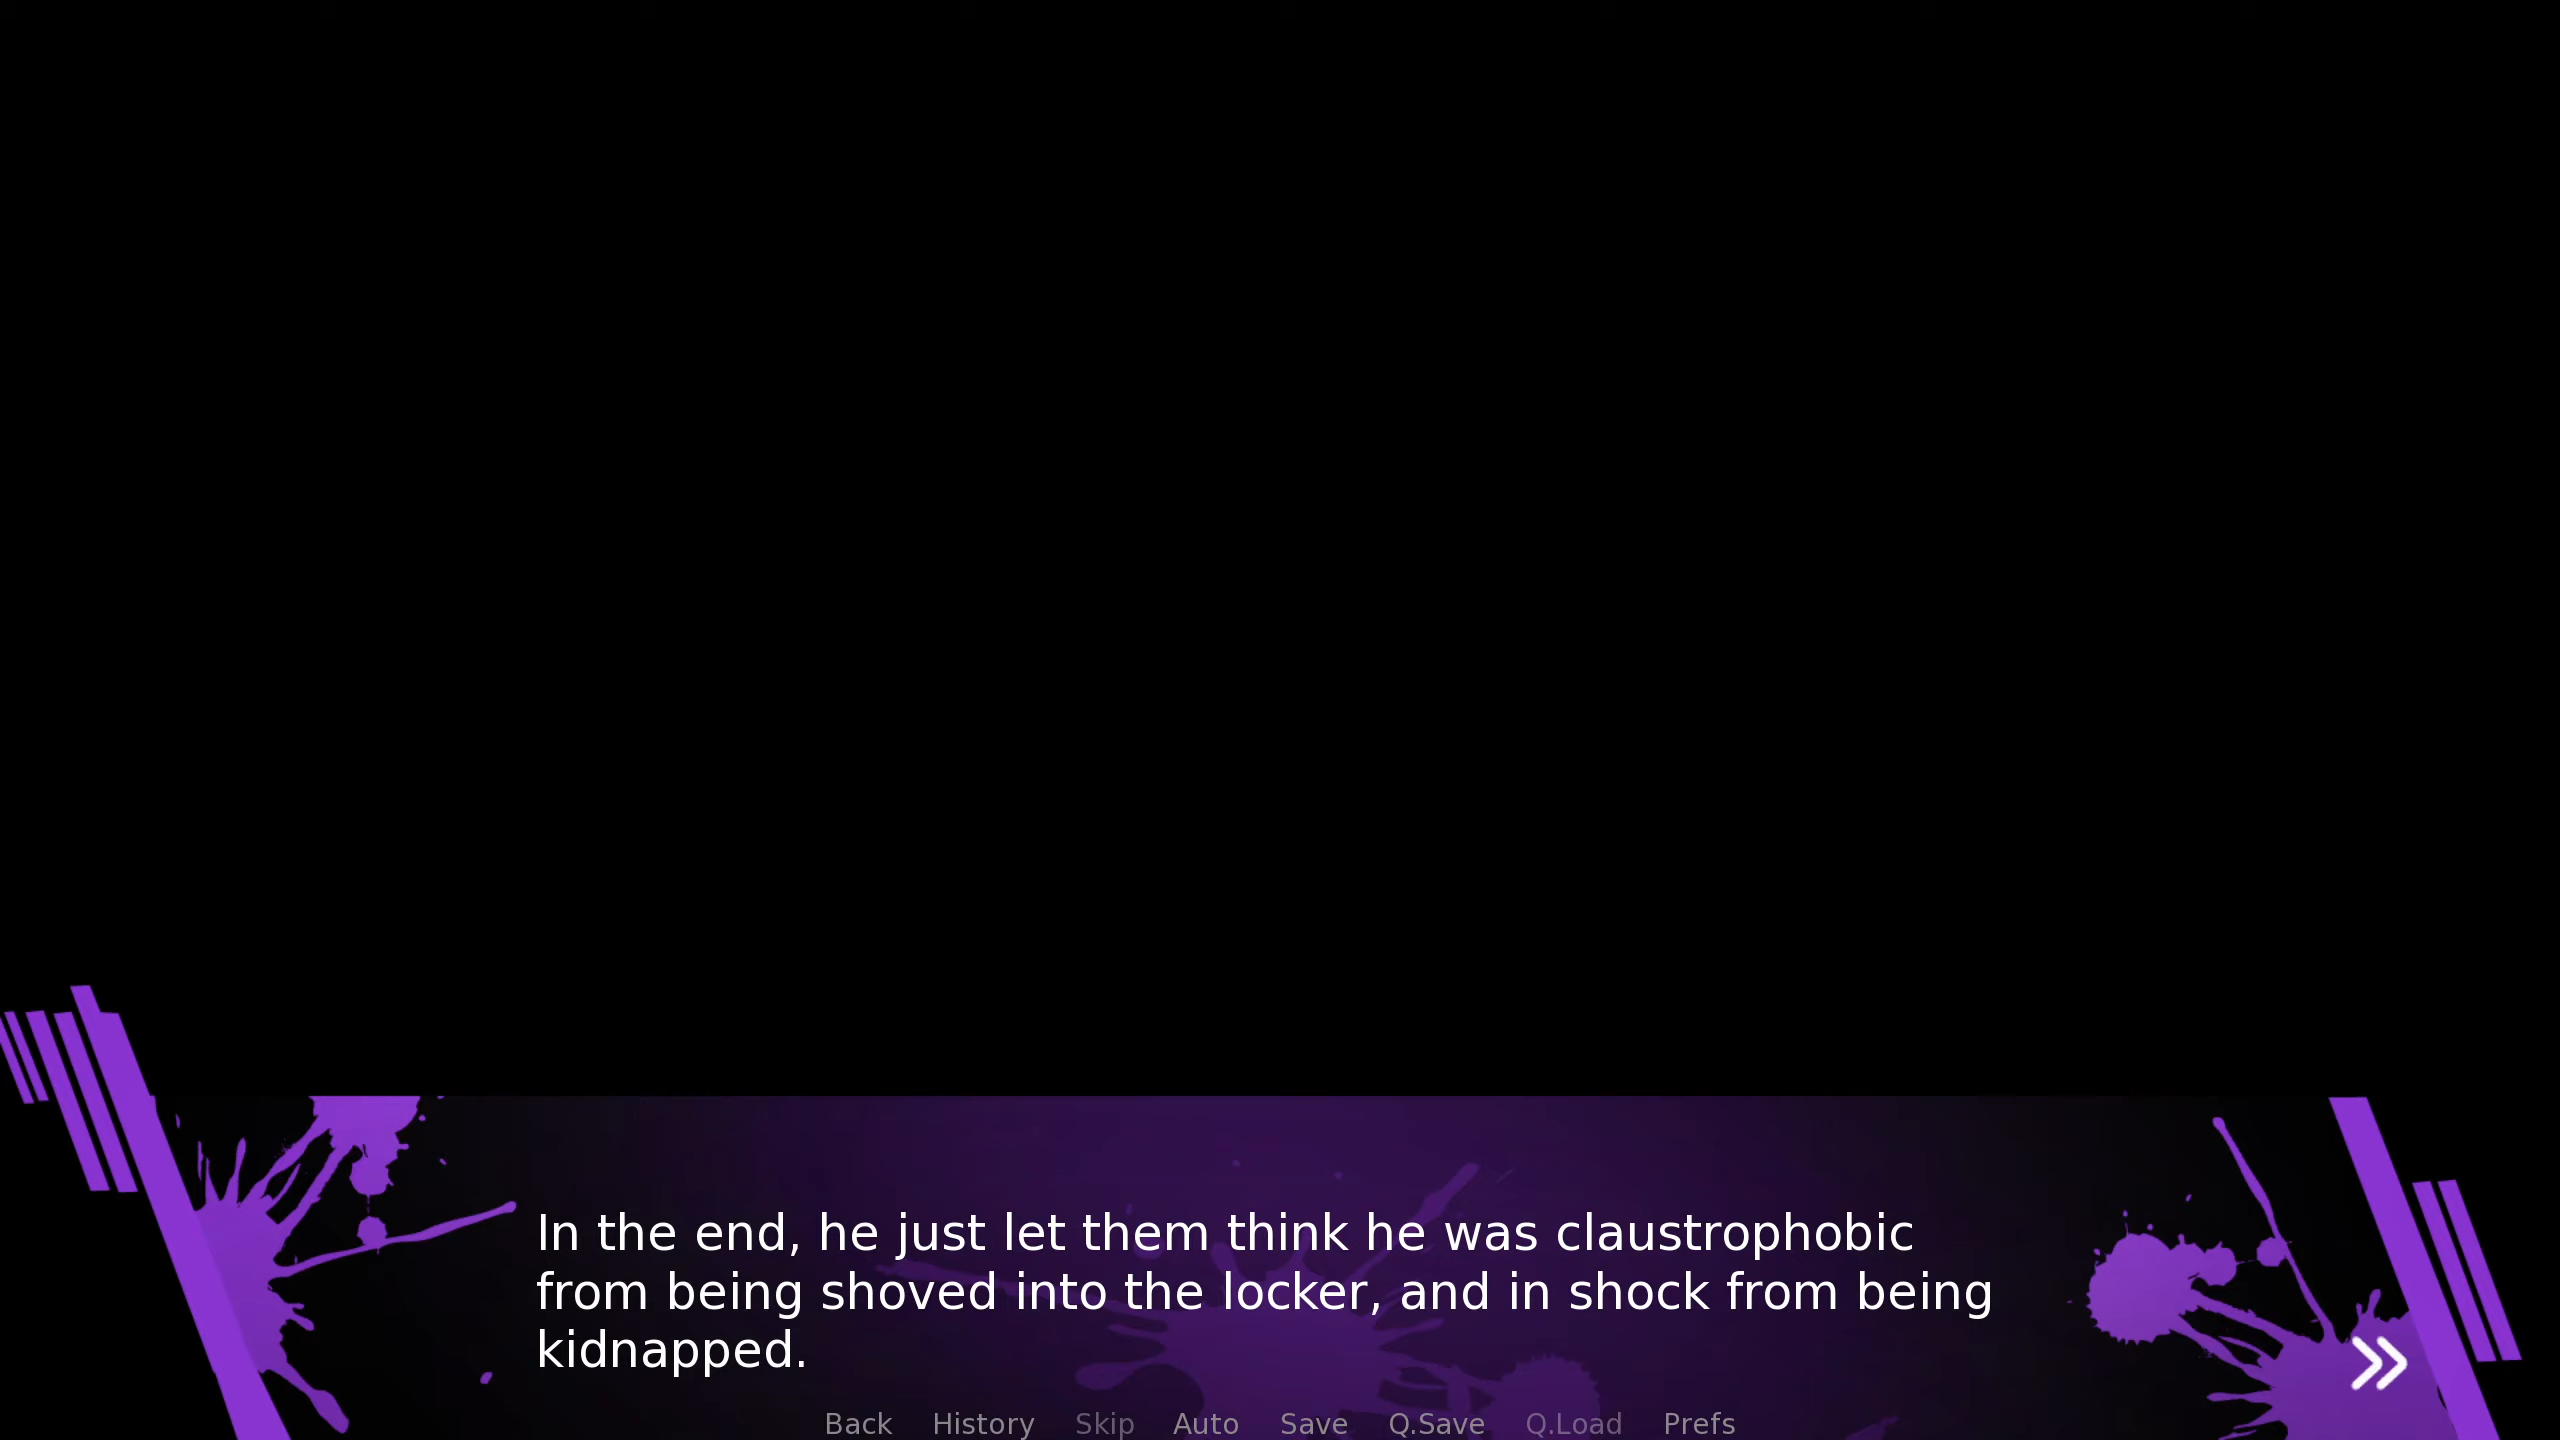 In the end, he just let them think he was claustrophobic
from being shoved into the locker, and in shock from being
kidnapped.
Back History Skip Auto Save Q.Save Q.Load Prefs